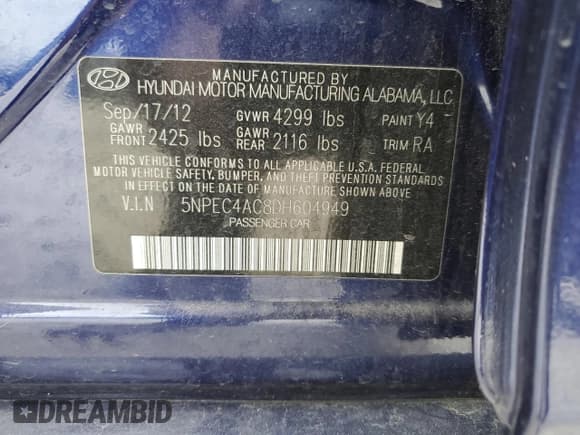 MANUFACTURED BY
HYUNDAI MOTOR MANUFACTURING ALABAMA, LLC
Sep/17/12 GVWR 4299 lbs PAINT Y4
GAWR FRONT 2425 lbs GAWR REAR 2116 lbs TRIM RA
THIS VEHICLE CONFORMS TO ALL APPLICABLE U.S.A. FEDERAL
MOTOR VEHICLE SAFETY, BUMPER, AND THEFT PREVENTION STANDARDS
IN EFFECT ON THE DATE OF MANUFACTURE SHOWN ABOVE.
V.I.N 5NPEC4AC8DH604949
PASSENGER CAR
DREAMBID